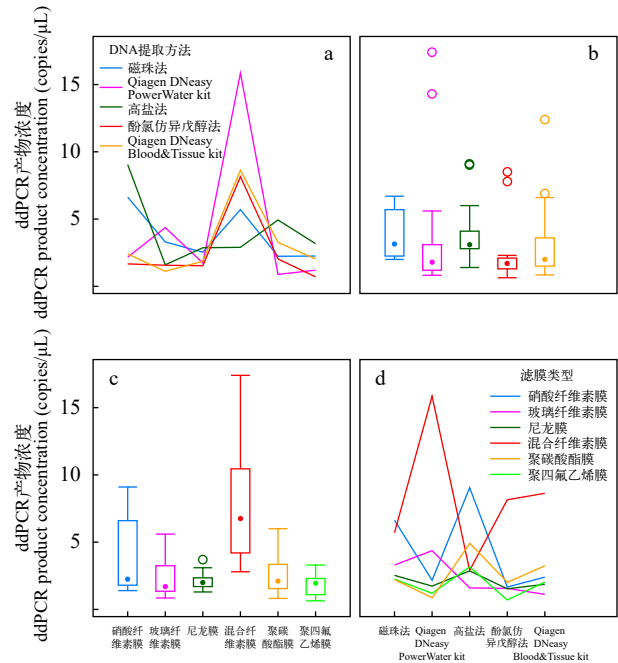 ddPCR产物浓度
ddPCR product concentration (copies/μL)
15
10
5
a
DNA提取方法
磁珠法
Qiagen DNeasy
PowerWater kit
高盐法
酚氯仿异戊醇法
Qiagen DNeasy
Blood&Tissue kit
b
ddPCR产物浓度
ddPCR product concentration (copies/μL)
15
10
5
c
硝酸纤
维素膜
玻璃纤
维素膜
尼龙膜
混合纤
维素膜
聚碳
酸酯膜
聚四氟
乙烯膜
d
滤膜类型
硝酸纤维素膜
玻璃纤维素膜
尼龙膜
混合纤维素膜
聚碳酸酯膜
聚四氟乙烯膜
磁珠法
Qiagen
DNeasy
PowerWater kit
高盐法
酚氯仿
异戊醇法
Qiagen
DNeasy
Blood&Tissue kit